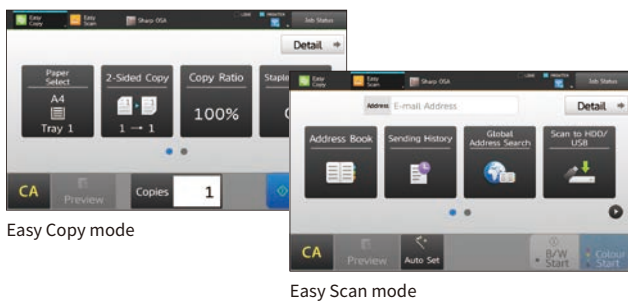 Easy Copy
Easy Scan
Sharp OSA
Job Status
Detail
Paper Select
A4
Tray 1
2-Sided Copy
1 → 1
Copy Ratio
100%
Staple
CA
Preview
Copies
1
Easy Copy mode
Easy Copy
Easy Scan
Sharp OSA
Job Status
Address
E-mail Address
Detail
Address Book
Sending History
Global Address Search
Scan to HDD/
USB
CA
Preview
Auto Set
B/W Start
Colour Start
Easy Scan mode